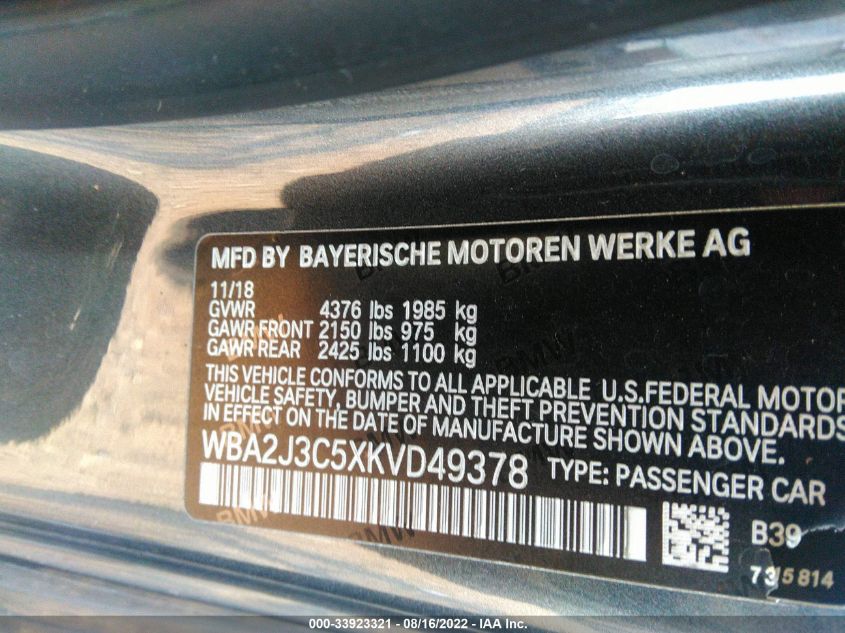 MFD BY BAYERISCHE MOTOREN WERKE AG
11/18
GVWR 4376 lbs 1985 kg
GAWR FRONT 2150 lbs 975 kg
GAWR REAR 2425 lbs 1100 kg
THIS VEHICLE CONFORMS TO ALL APPLICABLE U.S.FEDERAL MOTOR
VEHICLE SAFETY, BUMPER AND THEFT PREVENTION STANDARDS
IN EFFECT ON THE DATE OF MANUFACTURE SHOWN ABOVE.
WBA2J3C5XKVD49378 TYPE: PASSENGER CAR
B39
7315814
000-33923321 - 08/16/2022 - IAA Inc.